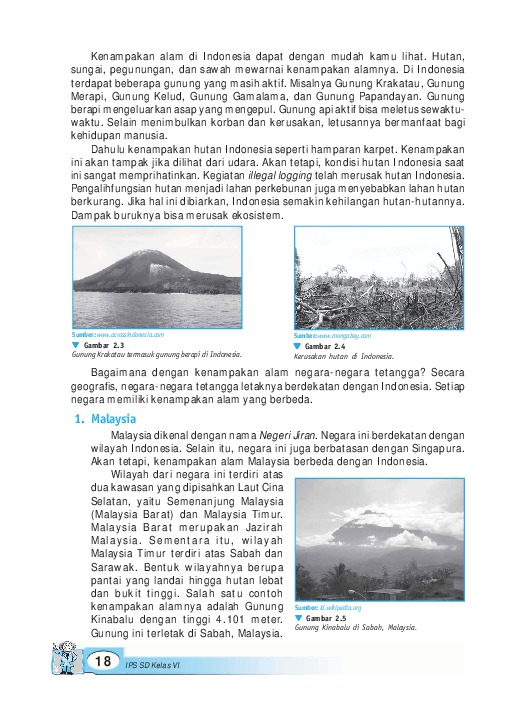 Kenampakan alam di Indonesia dapat dengan mudah kamu lihat. Hutan,
sungai, pegunungan, dan sawah mewarnai kenampakan alamnya. Di Indonesia
terdapat beberapa gunung yang masih aktif. Misalnya Gunung Krakatau, Gunung
Merapi, Gunung Kelud, Gunung Gamalama, dan Gunung Papandayan. Gunung
berapi mengeluarkan asap yang mengepul. Gunung api aktif bisa meletus sewaktu-
waktu. Selain menimbulkan korban dan kerusakan, letusannya bermanfaat bagi
kehidupan manusia.
Dahulu kenampakan hutan Indonesia seperti hamparan karpet. Kenampakan
ini akan tampak jika dilihat dari udara. Akan tetapi, kondisi hutan Indonesia saat
ini sangat memprihatinkan. Kegiatan illegal logging telah merusak hutan Indonesia.
Pengalihfungsian hutan menjadi lahan perkebunan juga menyebabkan lahan hutan
berkurang. Jika hal ini dibiarkan, Indonesia semakin kehilangan hutan-hutannya.
Dampak buruknya bisa merusak ekosistem.
Sumber: www.acrossindonesia.com
Gambar 2.3
Gunung Krakatau termasuk gunung berapi di Indonesia.
Sumber: www.mongabay.com
Gambar 2.4
Kerusakan hutan di Indonesia.
Bagaimana dengan kenampakan alam negara-negara tetangga? Secara
geografis, negara-negara tetangga letaknya berdekatan dengan Indonesia. Setiap
negara memiliki kenampakan alam yang berbeda.
1. Malaysia
Malaysia dikenal dengan nama Negeri Jiran. Negara ini berdekatan dengan
wilayah Indonesia. Selain itu, negara ini juga berbatasan dengan Singapura.
Akan tetapi, kenampakan alam Malaysia berbeda dengan Indonesia.
Wilayah dari negara ini terdiri atas
dua kawasan yang dipisahkan Laut Cina
Selatan, yaitu Semenanjung Malaysia
(Malaysia Barat) dan Malaysia Timur.
Malaysia Barat merupakan Jazirah
Malaysia. Sementara itu, wilayah
Malaysia Timur terdiri atas Sabah dan
Sarawak. Bentuk wilayahnya berupa
pantai yang landai hingga hutan lebat
dan bukit tinggi. Salah satu contoh
kenampakan alamnya adalah Gunung
Kinabalu dengan tinggi 4.101 meter.
Gunung ini terletak di Sabah, Malaysia.
Sumber: id.wikipedia.org
Gambar 2.5
Gunung Kinabalu di Sabah, Malaysia.
18
IPS SD Kelas VI